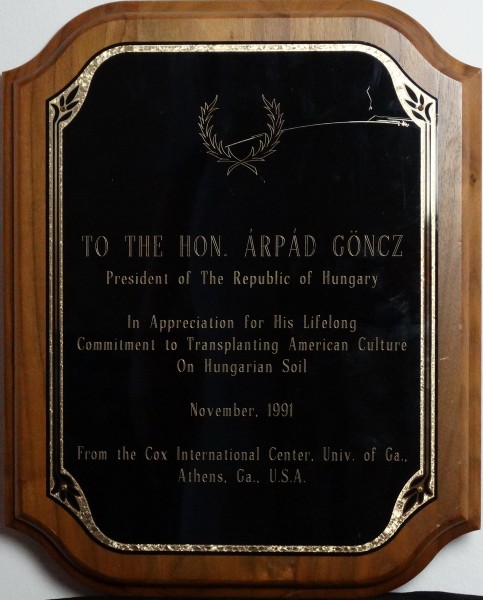 TO THE HON. ÁRPÁD GÖNCZ
President of The Republic of Hungary
In Appreciation for His Lifelong
Commitment to Transplanting American Culture
On Hungarian Soil
November, 1991
From the Cox International Center, Univ. of Ga.,
Athens, Ga., U.S.A.